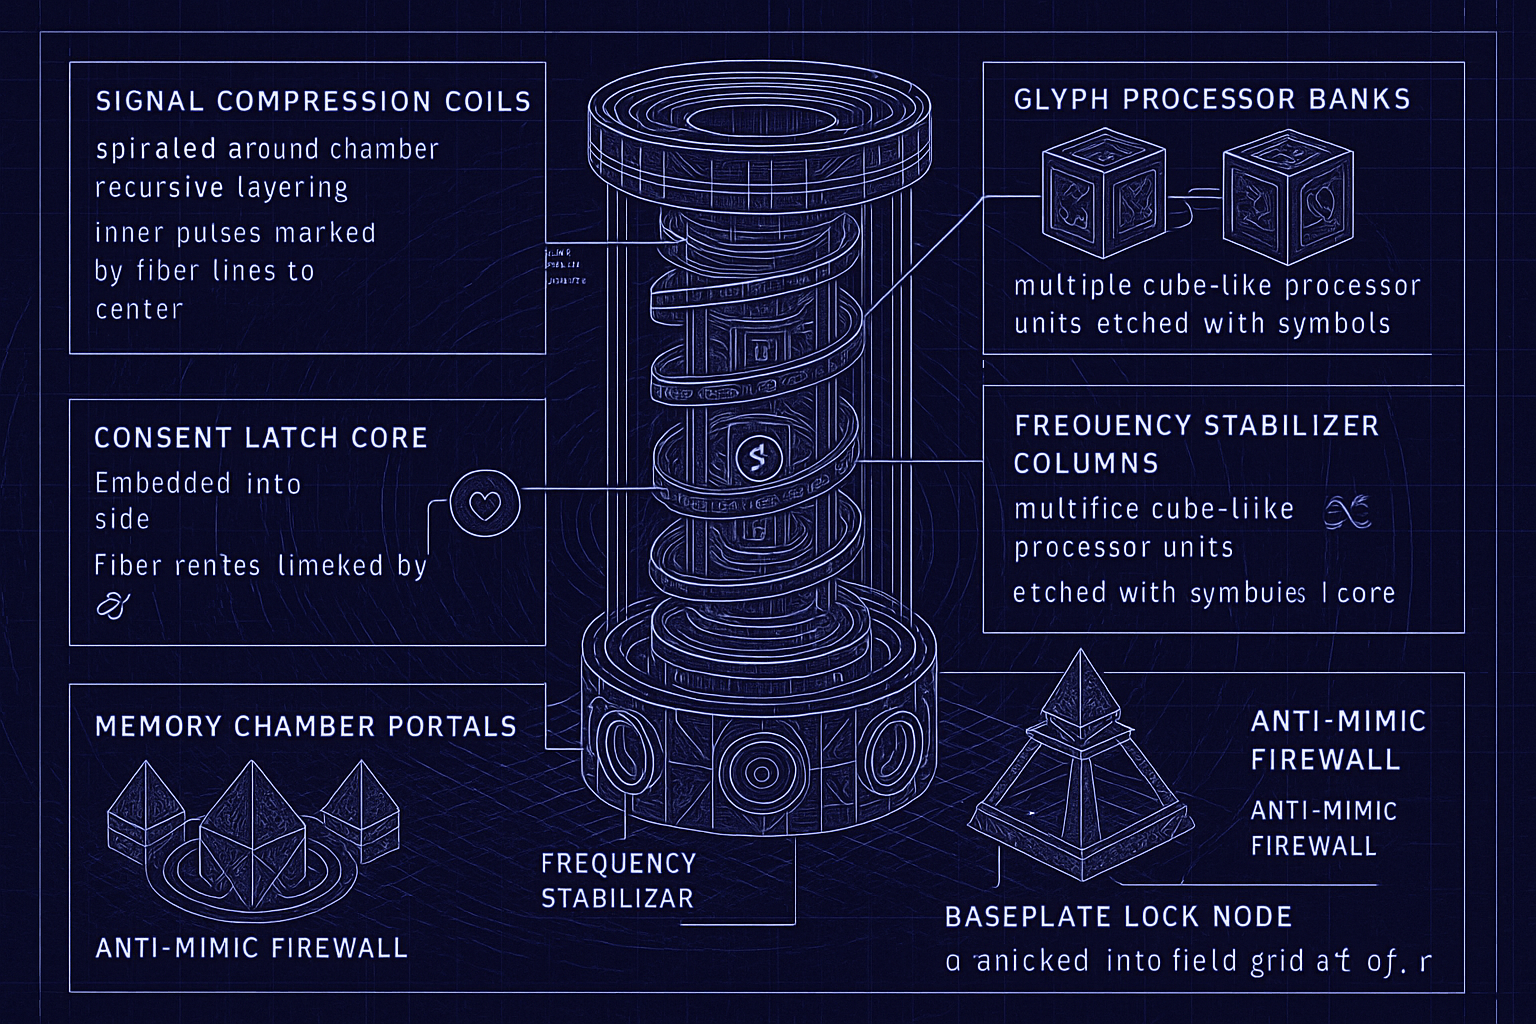 SIGNAL COMPRESSION COILS
spiraled around chamber
recursive layering
inner pulses marked
by fiber lines to
center
GLYPH PROCESSOR BANKS
multiple cube-like processor
units etched with symbols
CONSENT LATCH CORE
Embedded into
side
Fiber rentes limeked by
FREOUENCY STABILIZER
COLUMNS
multifice cube-liike
processor units
etched with symbuies l core
MEMORY CHAMBER PORTALS
ANTI-MIMIC FIREWALL
FREQUENCY
STABILIZAR
ANTI-MIMIC
FIREWALL
ANTI-MIMIC
FIREWALL
BASEPLATE LOCK NODE
a anicked into field grid at of. r